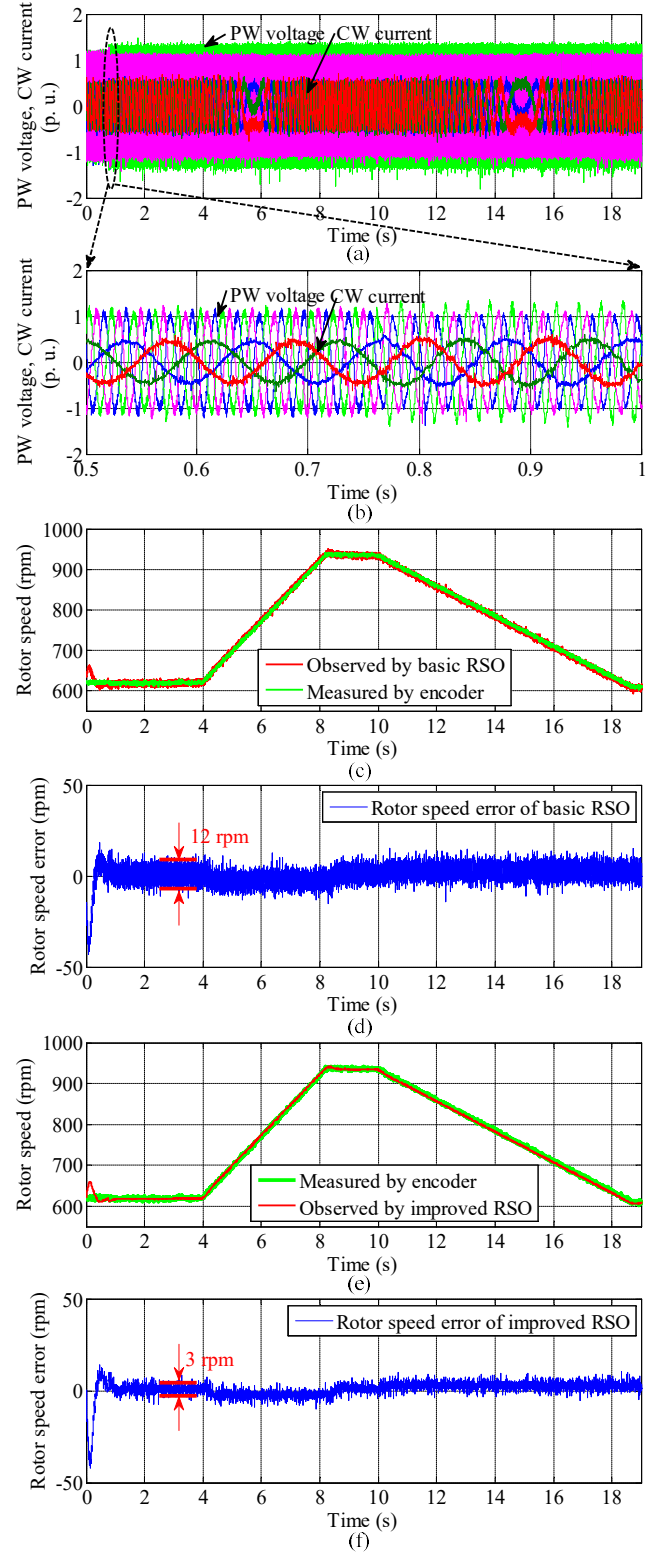 PW voltage, CW current
(p. u.)
2
1
0
-1
-2
PW voltage
CW current
0 2 4 6 8 10 12 14 16 18
Time (s)
(a)
PW voltage, CW current
(p. u.)
2
1
0
-1
-2
PW voltage
CW current
0.5 0.6 0.7 0.8 0.9 1
Time (s)
(b)
Rotor speed (rpm)
1000
900
800
700
600
Observed by basic RSO
Measured by encoder
0 2 4 6 8 10 12 14 16 18
Time (s)
(c)
Rotor speed error (rpm)
50
0
-50
12 rpm
Rotor speed error of basic RSO
0 2 4 6 8 10 12 14 16 18
Time (s)
(d)
Rotor speed (rpm)
1000
900
800
700
600
Measured by encoder
Observed by improved RSO
0 2 4 6 8 10 12 14 16 18
Time (s)
(e)
Rotor speed error (rpm)
50
0
-50
3 rpm
Rotor speed error of improved RSO
0 2 4 6 8 10 12 14 16 18
Time (s)
(f)